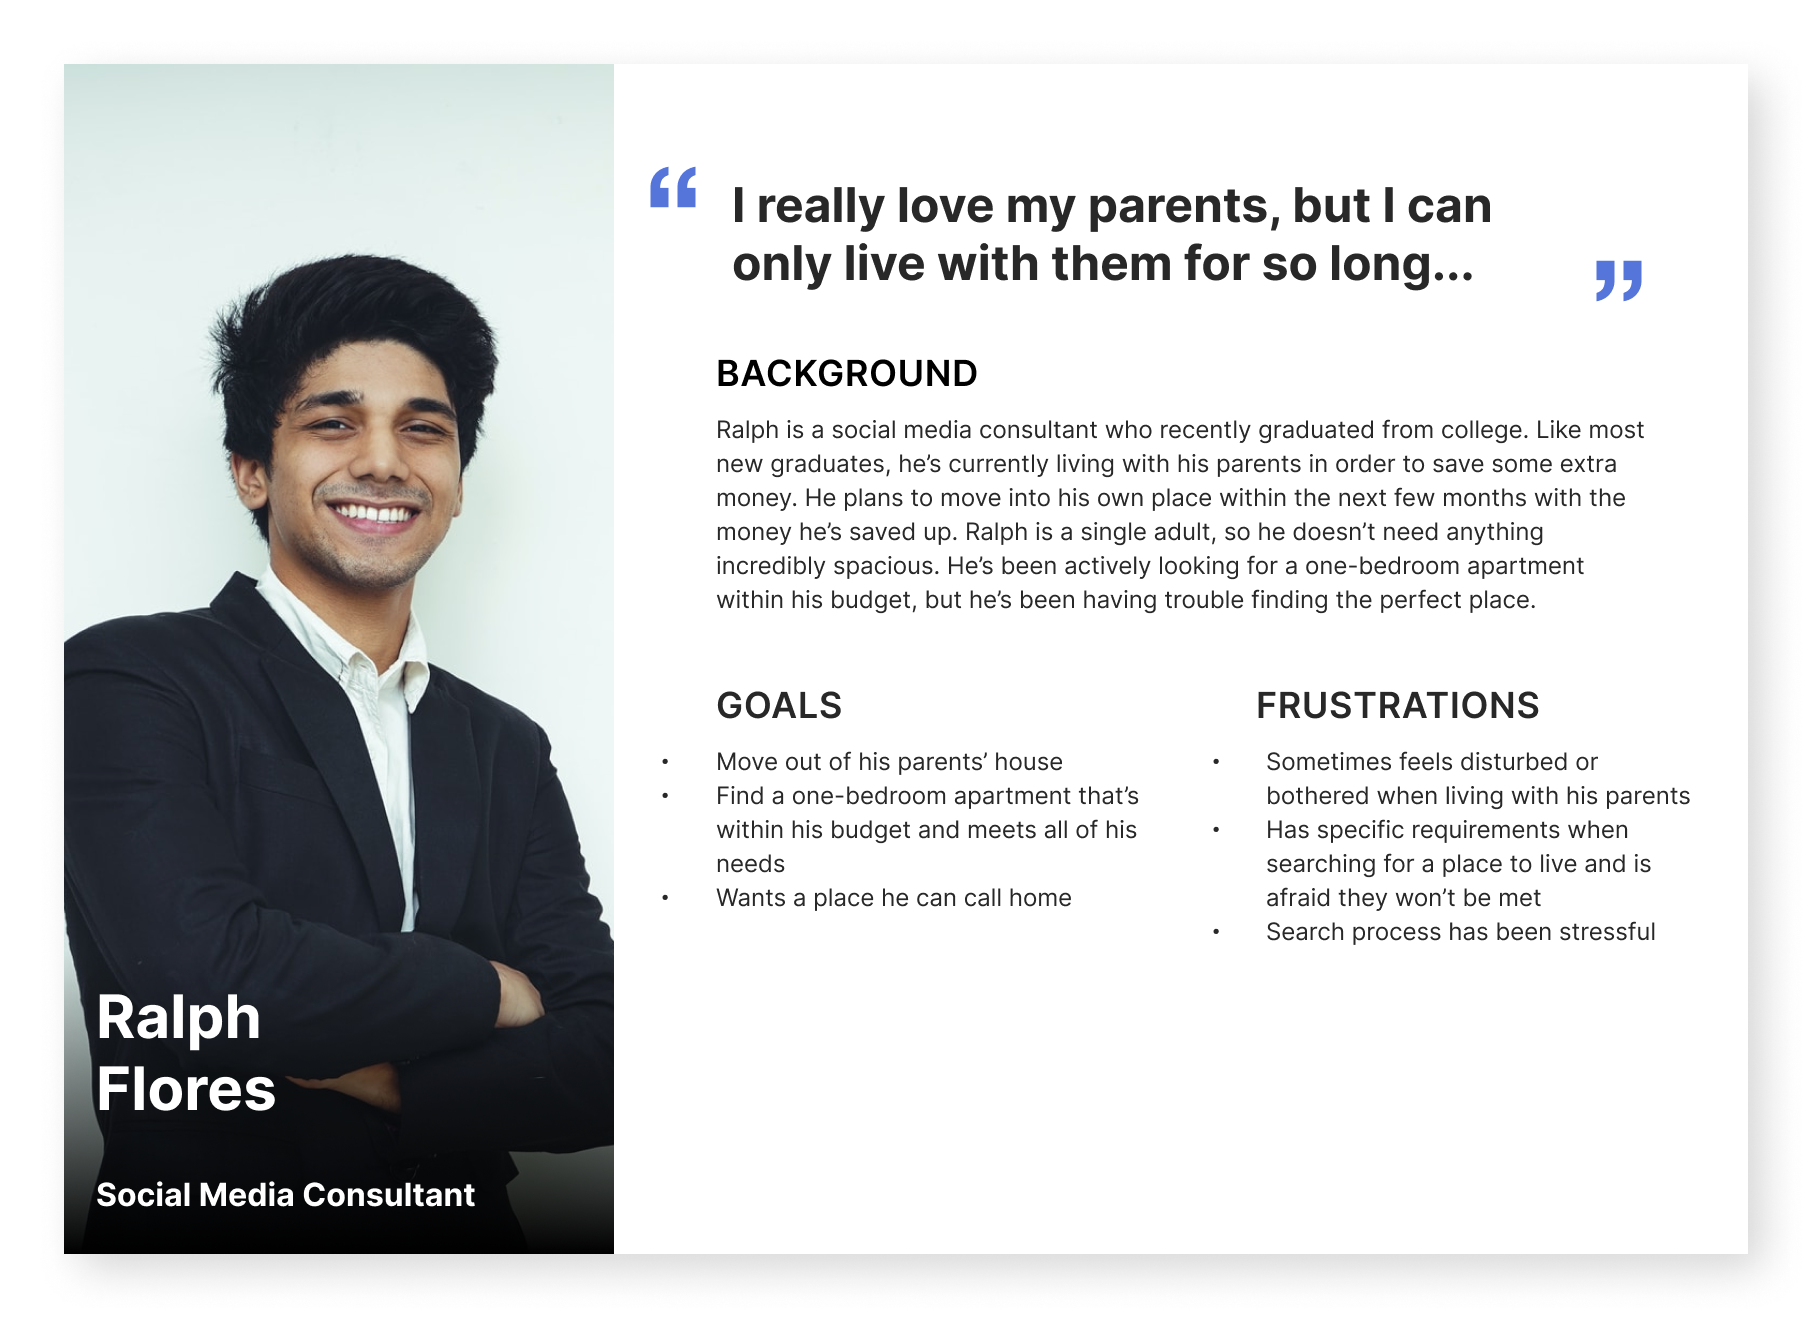 “ I really love my parents, but I can
only live with them for so long... ”
BACKGROUND
Ralph is a social media consultant who recently graduated from college. Like most
new graduates, he’s currently living with his parents in order to save some extra
money. He plans to move into his own place within the next few months with the
money he’s saved up. Ralph is a single adult, so he doesn’t need anything
incredibly spacious. He’s been actively looking for a one-bedroom apartment
within his budget, but he’s been having trouble finding the perfect place.
GOALS
• Move out of his parents’ house
• Find a one-bedroom apartment that’s
within his budget and meets all of his
needs
• Wants a place he can call home
FRUSTRATIONS
• Sometimes feels disturbed or
bothered when living with his parents
• Has specific requirements when
searching for a place to live and is
afraid they won’t be met
• Search process has been stressful
Ralph
Flores
Social Media Consultant